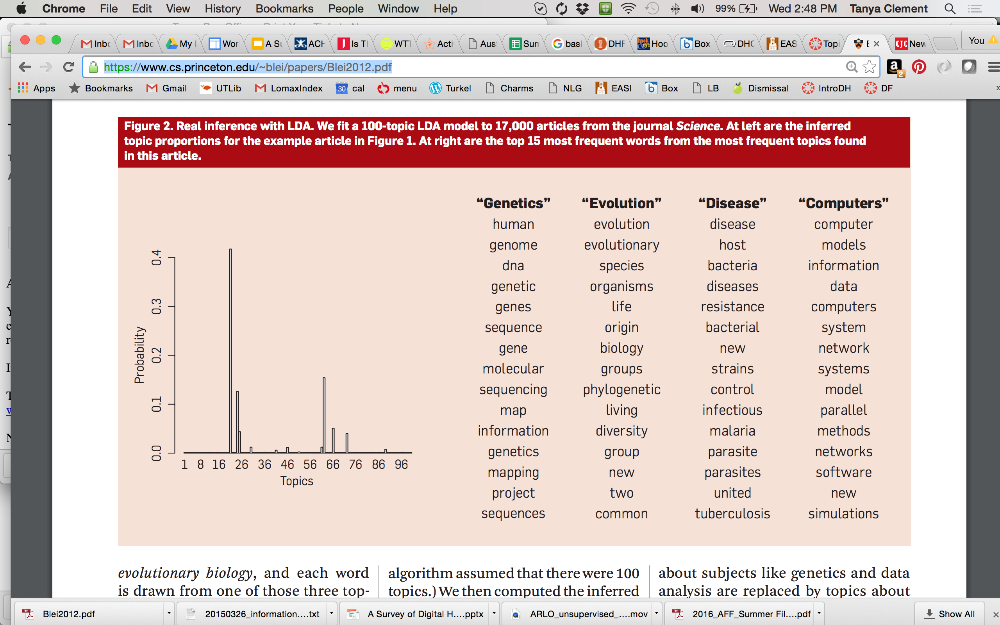 Chrome File Edit View History Bookmarks People Window Help 99% Wed 2:48 PM Tanya Clement
Inbc Inbc My Wor A Su ACH Is Th WTT Acti Aus Sum bas DHF Hoo Box DHC EAS Topi E New You
https://www.cs.princeton.edu/~blei/papers/Blei2012.pdf
2
Apps Bookmarks Gmail UTLib LomaxIndex 30 cal menu Turkel Charms NLG EASI Box LB Dismissal IntroDH DF »
Figure 2. Real inference with LDA. We fit a 100-topic LDA model to 17,000 articles from the journal Science. At left are the inferred
topic proportions for the example article in Figure 1. At right are the top 15 most frequent words from the most frequent topics found
in this article.
Probability
0.4
0.3
0.2
0.1
0.0
1 8 16 26 36 46 56 66 76 86 96
Topics
“Genetics” “Evolution” “Disease” “Computers”
human evolution disease computer
genome evolutionary host models
dna species bacteria information
genetic organisms diseases data
genes life resistance computers
sequence origin bacterial system
gene biology new network
molecular groups strains systems
sequencing phylogenetic control model
map living infectious parallel
information diversity malaria methods
genetics group parasite networks
mapping new parasites software
project two united new
sequences common tuberculosis simulations
evolutionary biology, and each word
is drawn from one of those three top-
algorithm assumed that there were 100
topics.) We then computed the inferred
about subjects like genetics and data
analysis are replaced by topics about
Blei2012.pdf 20150326_information....txt A Survey of Digital H....pptx ARLO_unsupervised_....mov 2016_AFF_Summer Fil....pdf Show All